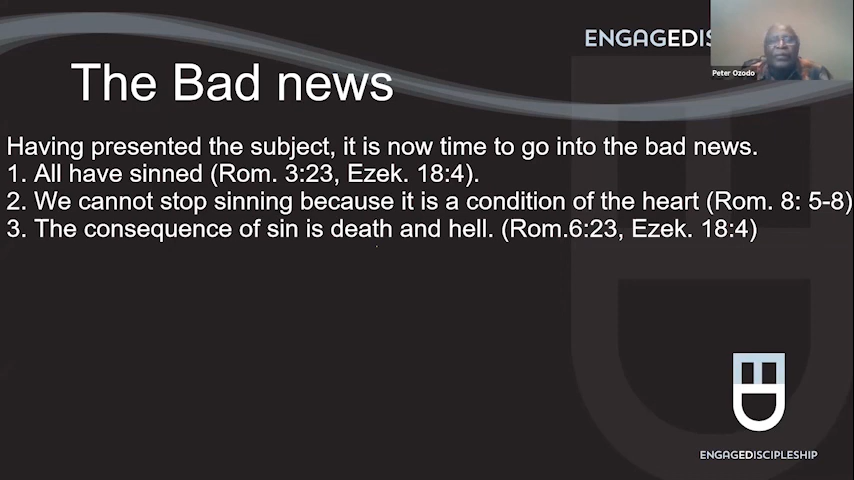 ENGAGEDIS
Peter Ozodo
The Bad news
Having presented the subject, it is now time to go into the bad news.
1. All have sinned (Rom. 3:23, Ezek. 18:4).
2. We cannot stop sinning because it is a condition of the heart (Rom. 8: 5-8)
3. The consequence of sin is death and hell. (Rom.6:23, Ezek. 18:4)
ENGAGEDISCIPLESHIP